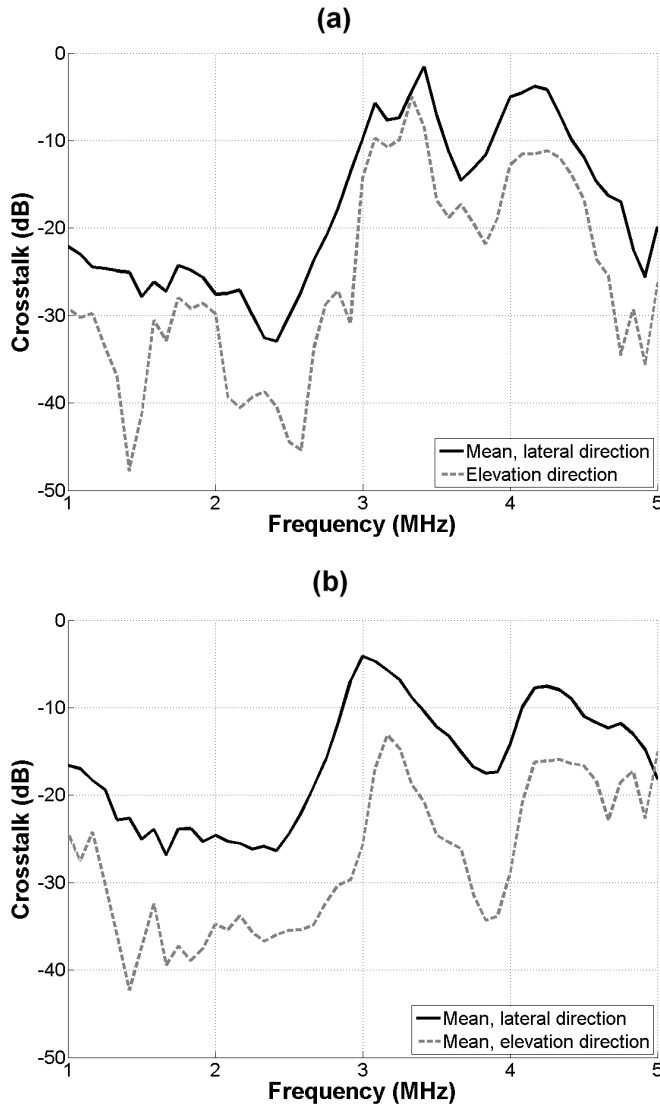 (a)
0
-10
-20
-30
-40
-50
Crosstalk (dB)
Mean, lateral direction
Elevation direction
1 2 3 4 5
Frequency (MHz)
(b)
0
-10
-20
-30
-40
-50
Crosstalk (dB)
Mean, lateral direction
Mean, elevation direction
1 2 3 4 5
Frequency (MHz)